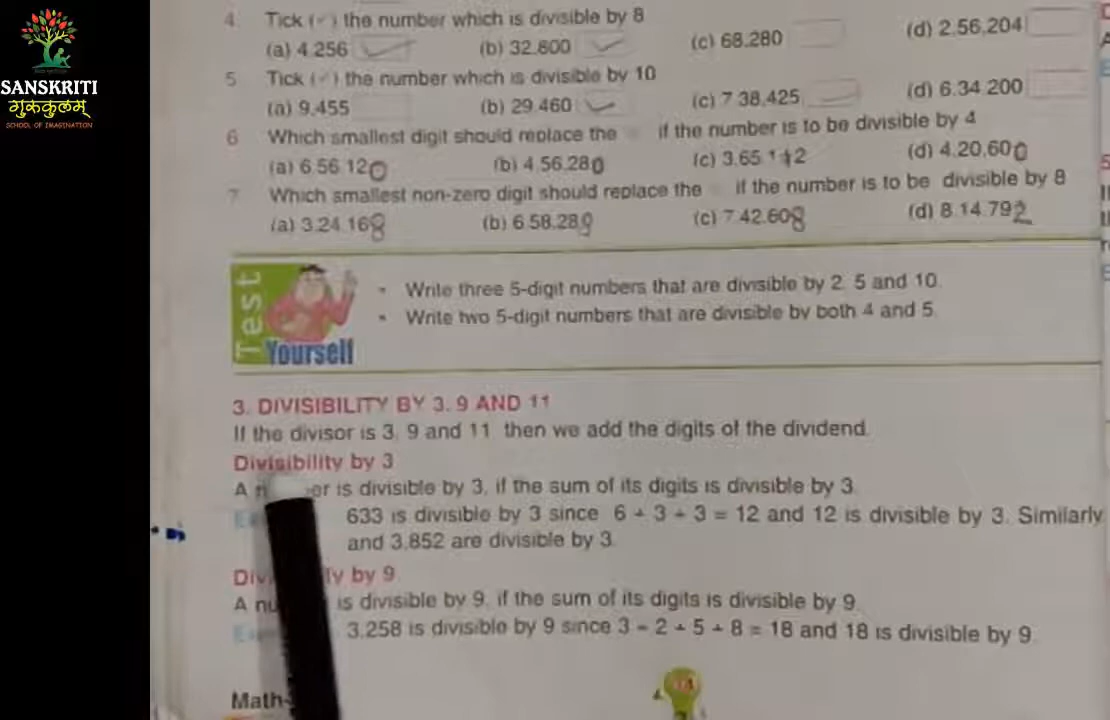 SANSKRITI
गुरुकुलम्
SCHOOL OF IMAGINATION
4. Tick (✓) the number which is divisible by 8
(a) 4,256 ✓ (b) 32,800 ✓ (c) 68,280 (d) 2,56,204
5. Tick (✓) the number which is divisible by 10
(a) 9,455 (b) 29,460 ✓ (c) 7,38,425 (d) 6,34,200
6. Which smallest digit should replace the if the number is to be divisible by 4
(a) 6,56,120 (b) 4,56,280 (c) 3,65,112 (d) 4,20,600
7. Which smallest non-zero digit should replace the if the number is to be divisible by 8
(a) 3,24,168 (b) 6,58,28 (c) 7,42,608 (d) 8,14,792
Test Yourself
• Write three 5-digit numbers that are divisible by 2, 5 and 10.
• Write two 5-digit numbers that are divisible by both 4 and 5.
3. DIVISIBILITY BY 3, 9 AND 11
If the divisor is 3, 9 and 11 then we add the digits of the dividend.
Divisibility by 3
A is divisible by 3, if the sum of its digits is divisible by 3.
633 is divisible by 3 since 6 + 3 + 3 = 12 and 12 is divisible by 3. Similarly
and 3,852 are divisible by 3.
by 9
A is divisible by 9, if the sum of its digits is divisible by 9.
3,258 is divisible by 9 since 3 + 2 + 5 + 8 = 18 and 18 is divisible by 9.
Math-
14